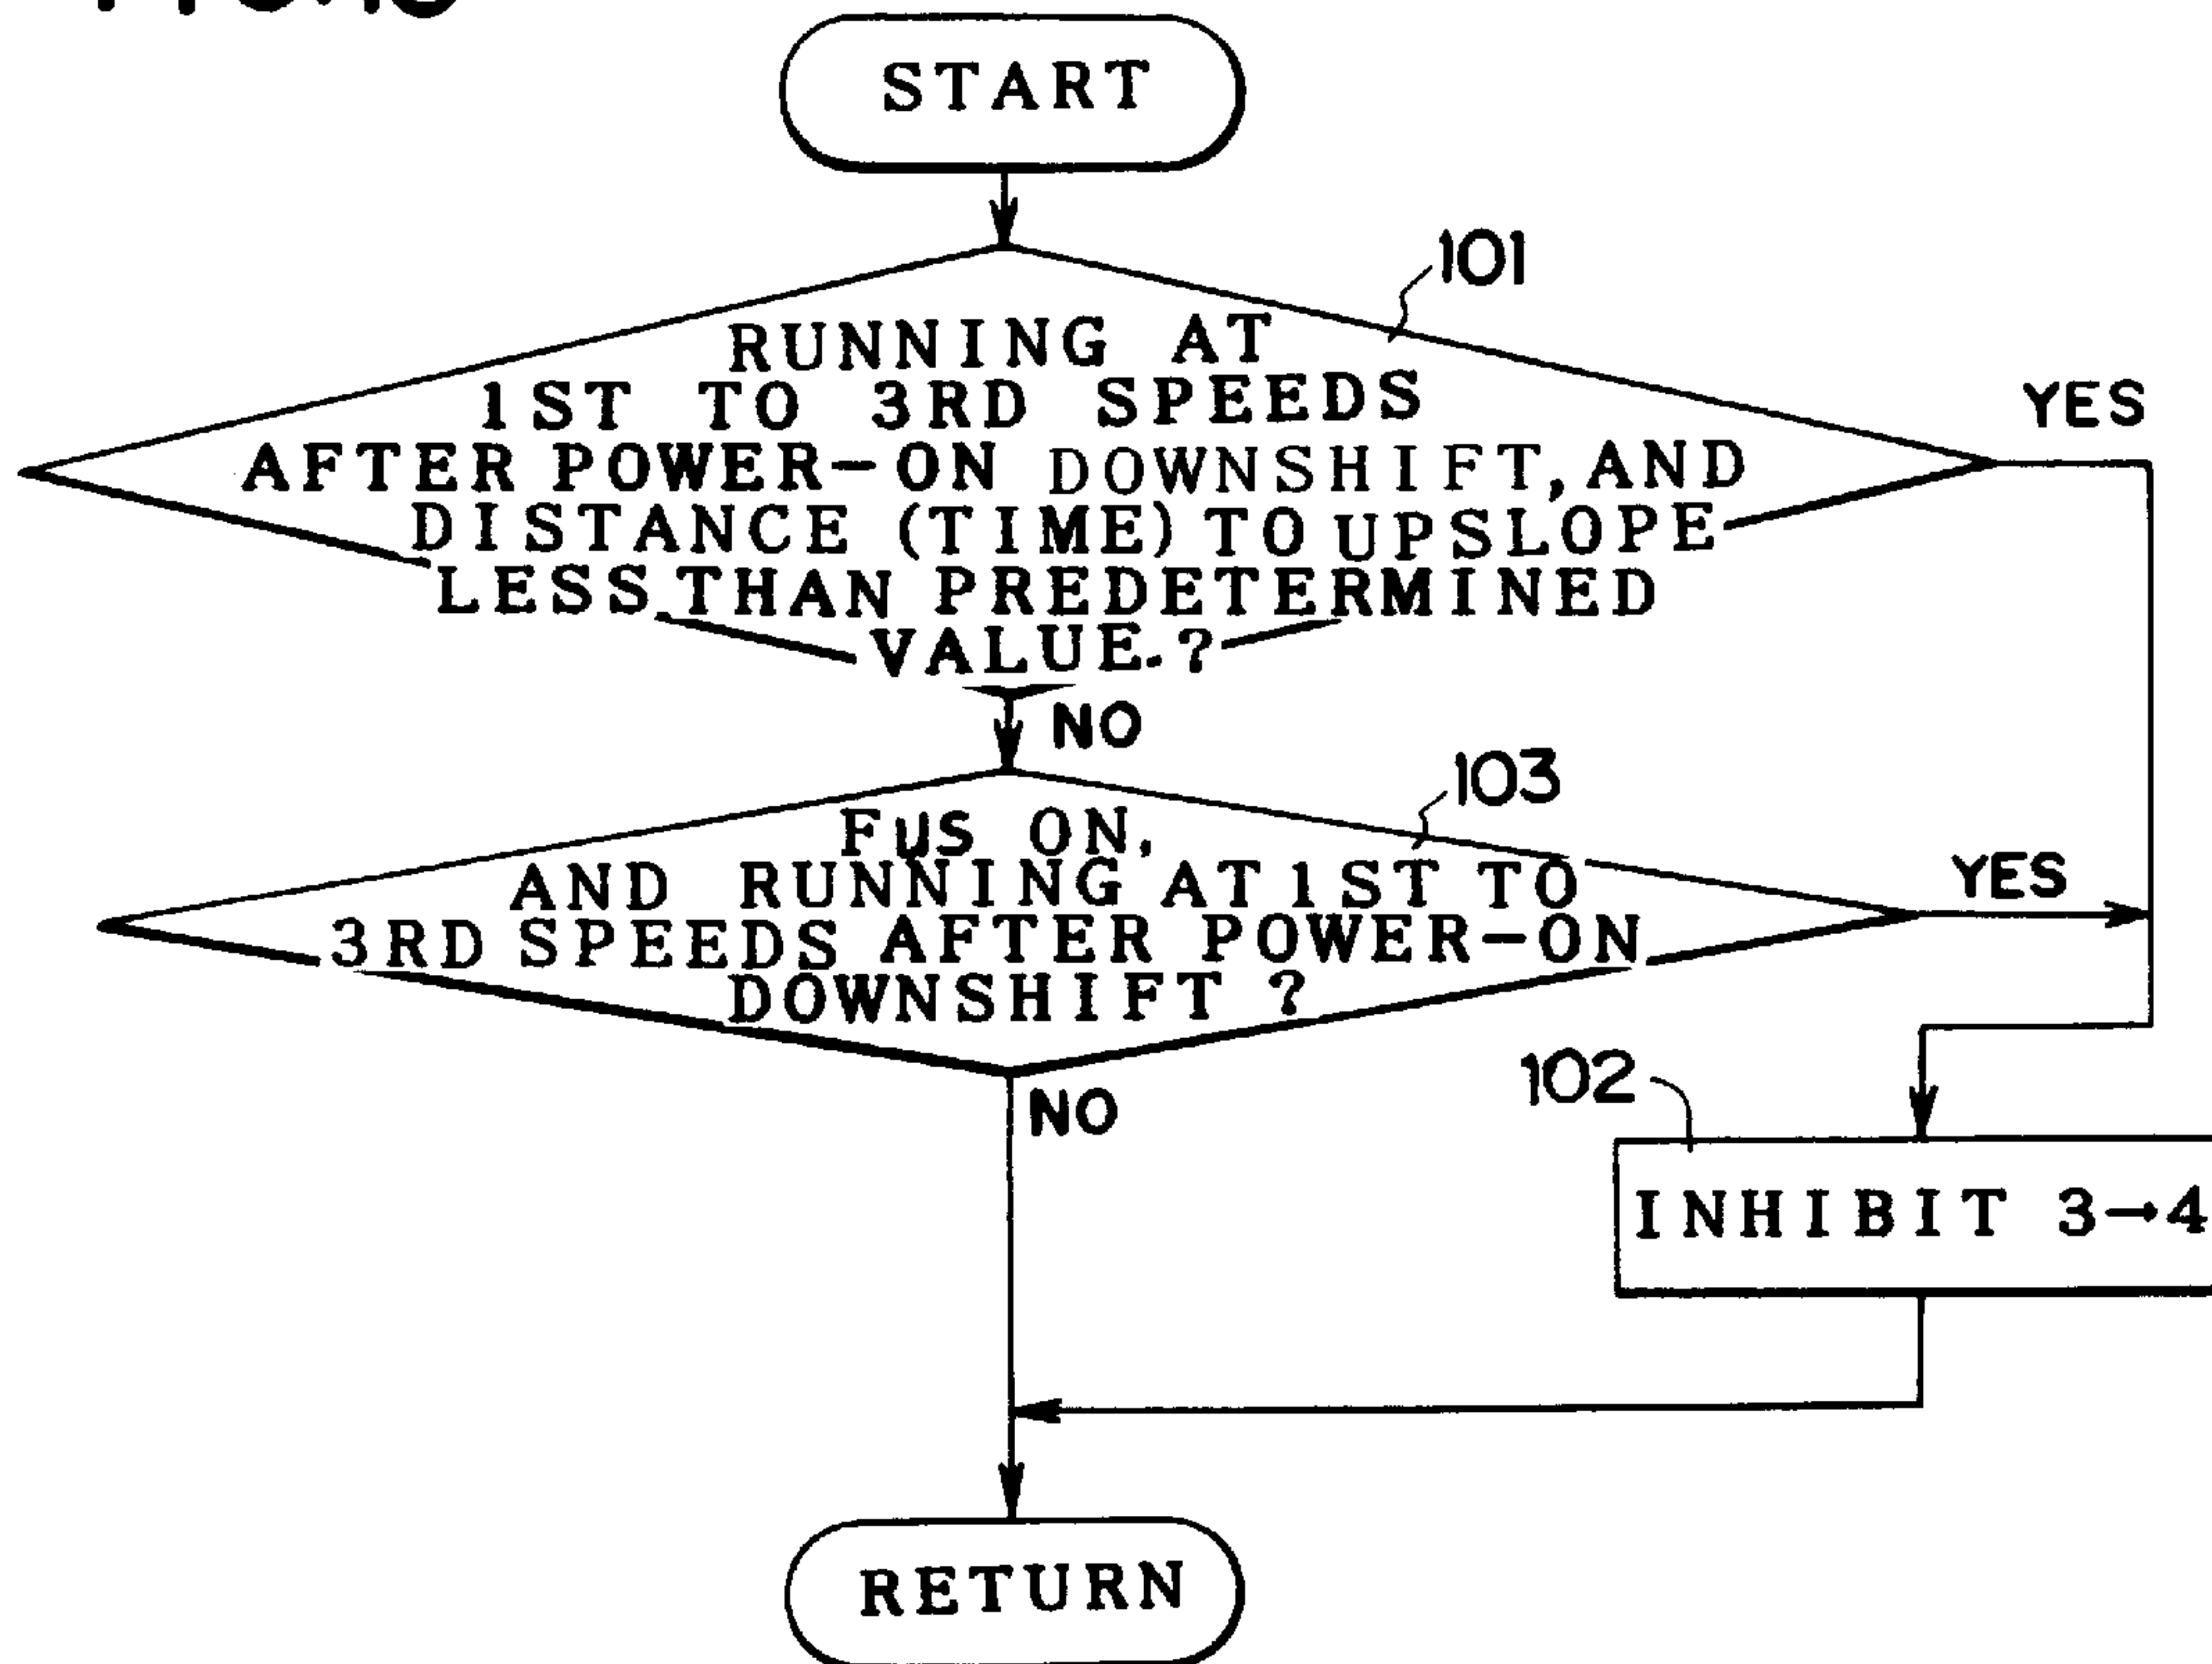 START
101
RUNNING AT
1ST TO 3RD SPEEDS
AFTER POWER-ON DOWNSHIFT, AND
DISTANCE (TIME) TO UPSLOPE
LESS THAN PREDETERMINED
VALUE.?
YES
NO
103
FUS ON,
AND RUNNING AT 1ST TO
3RD SPEEDS AFTER POWER-ON
DOWNSHIFT ?
YES
NO
102
INHIBIT 3→4
RETURN